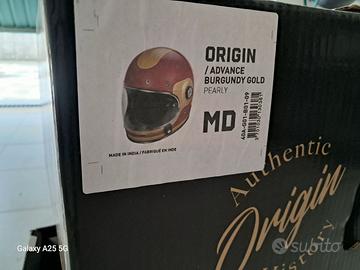 ORIGIN
/ ADVANCE
BURGUNDY GOLD
PEARLY
MD
MADE IN INDIA / FABRIQUÉ EN INDE
Authentic
Origin
History
Galaxy A25 5G
subito